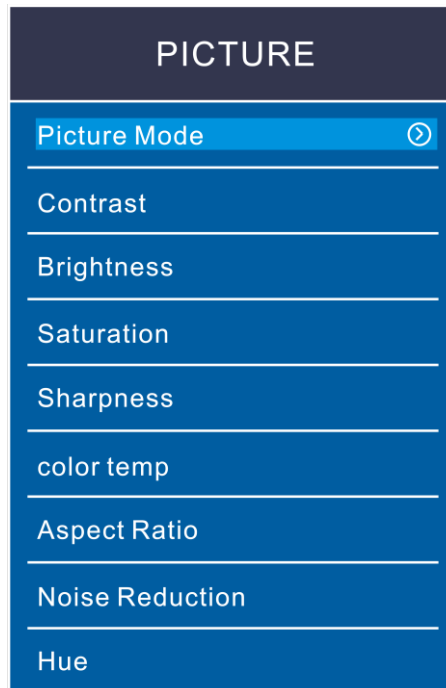 PICTURE
Picture Mode
Contrast
Brightness
Saturation
Sharpness
color temp
Aspect Ratio
Noise Reduction
Hue